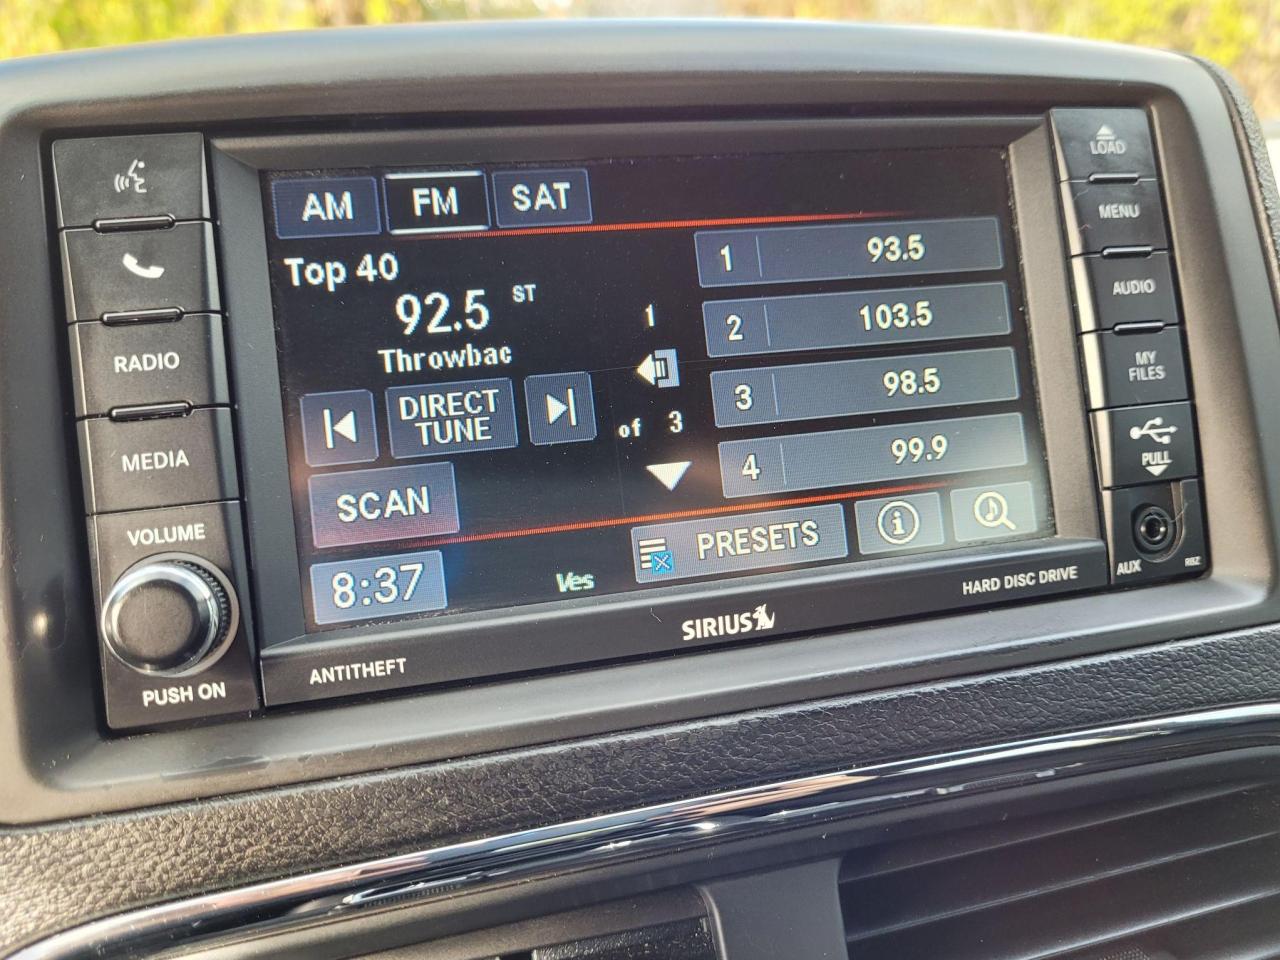 AM FM SAT
Top 40
92.5 ST
Throwbac
DIRECT
TUNE
SCAN
8:37
1
of 3
1 93.5
2 103.5
3 98.5
4 99.9
PRESETS
RADIO
MEDIA
VOLUME
PUSH ON
ANTITHEFT
SIRIUS
HARD DISC DRIVE
LOAD
MENU
AUDIO
MY
FILES
PULL
AUX
RBZ